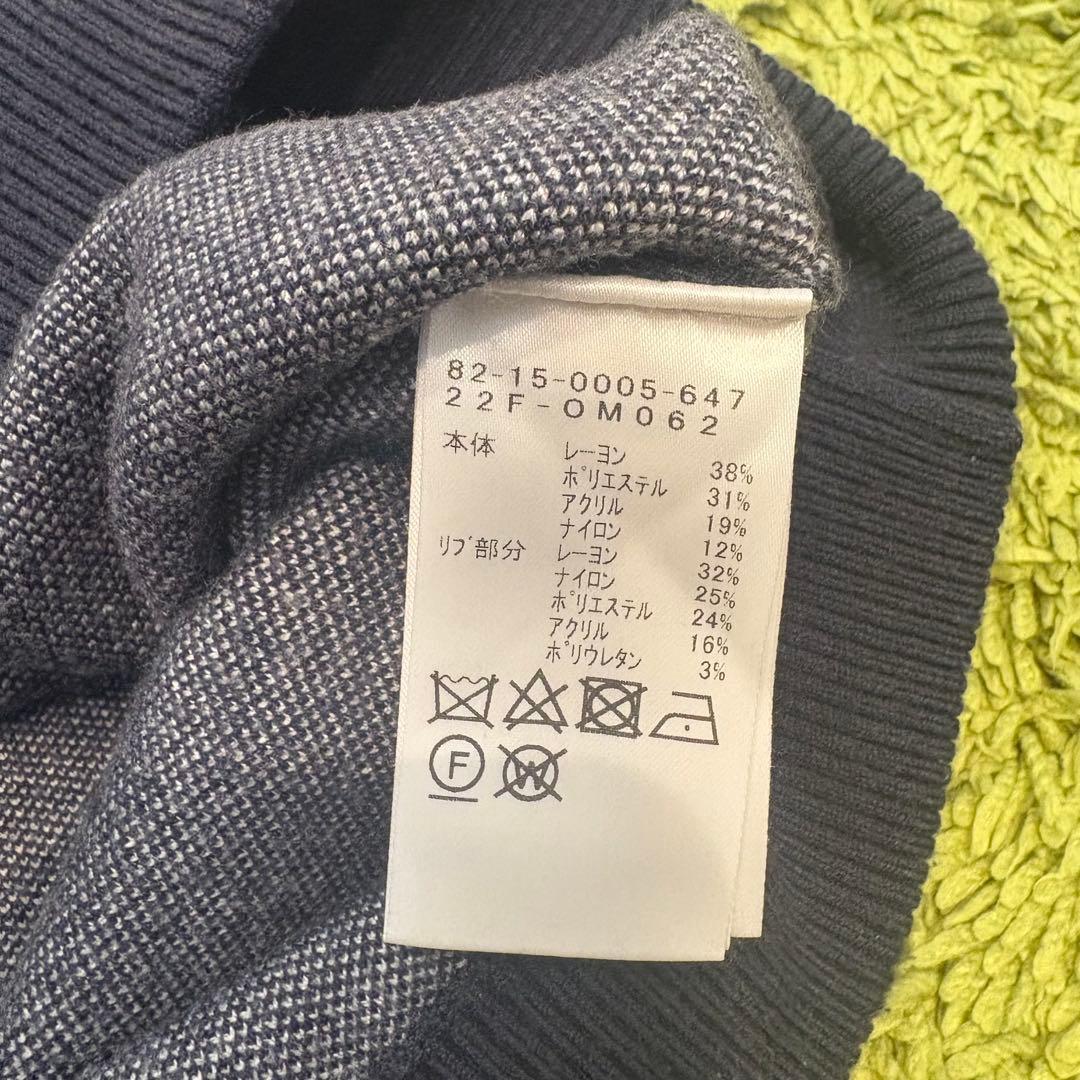 82-15-0005-647
22F-OM062
本体 レーヨン 38%
ポリエステル 31%
アクリル 19%
ナイロン 12%
リブ部分 レーヨン 32%
ナイロン 25%
ポリエステル 24%
アクリル 16%
ポリウレタン 3%
F W